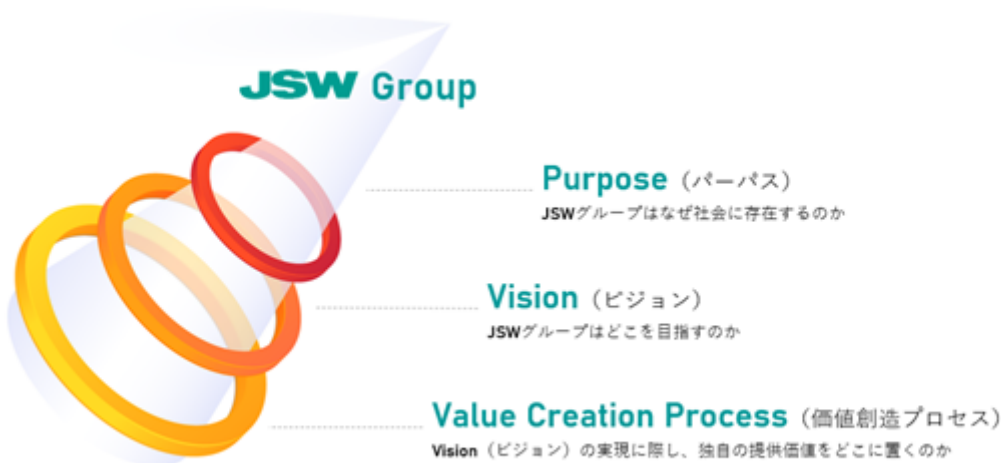 JSW Group
Purpose（パーパス）
JSWグループはなぜ社会に存在するのか
Vision（ビジョン）
JSWグループはどこを目指すのか
Value Creation Process（価値創造プロセス）
Vision（ビジョン）の実現に際し、独自の提供価値をどこに置くのか